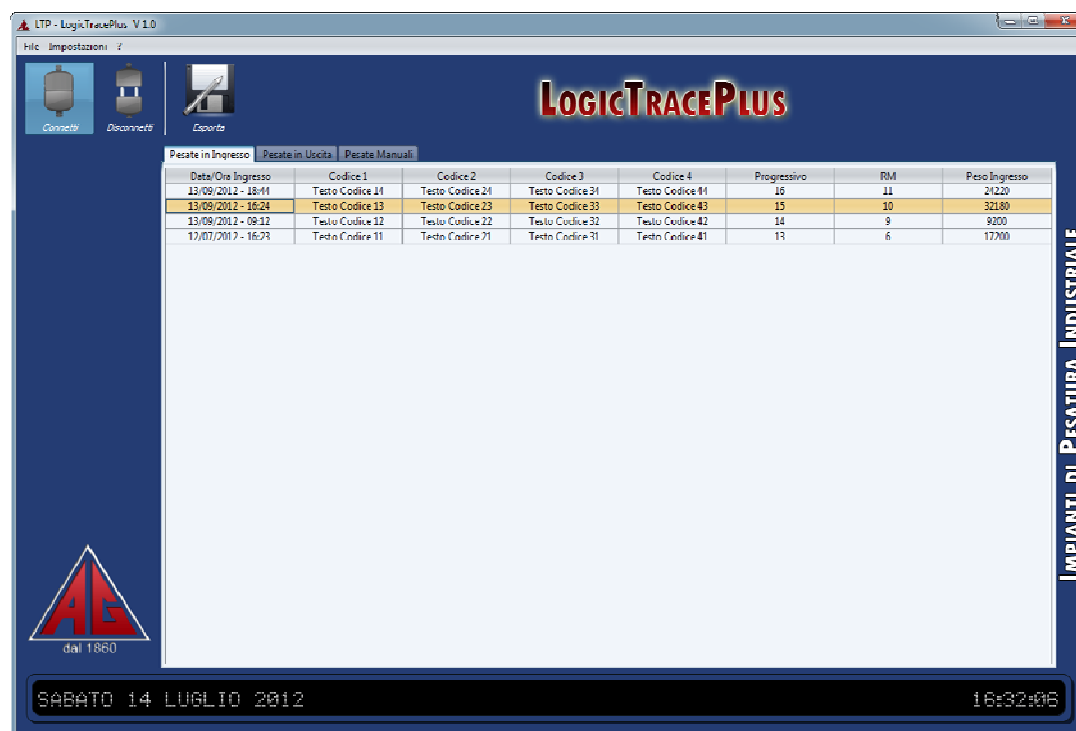 LTP - LogicTracePlus V 1.0
File Impostazioni ?
Connetti Disconnetti Esporta
LOGICTRACEPLUS
Pesate in Ingresso Pesate in Uscita Pesate Manuali
Data/Ora Ingresso Codice 1 Codice 2 Codice 3 Codice 4 Progressivo RM Peso Ingresso
13/09/2012 - 18:44 Testo Codice 14 Testo Codice 24 Testo Codice 34 Testo Codice 44 16 11 24220
13/09/2012 - 16:24 Testo Codice 13 Testo Codice 23 Testo Codice 33 Testo Codice 43 15 10 32180
13/09/2012 - 09:12 Testo Codice 12 Testo Codice 22 Testo Codice 32 Testo Codice 42 14 9 9200
12/07/2012 - 16:23 Testo Codice 11 Testo Codice 21 Testo Codice 31 Testo Codice 41 13 6 17200
IMPIANTI DI PESATURA INDUSTRIALE
AG
dal 1860
SABATO 14 LUGLIO 2012 16:32:06